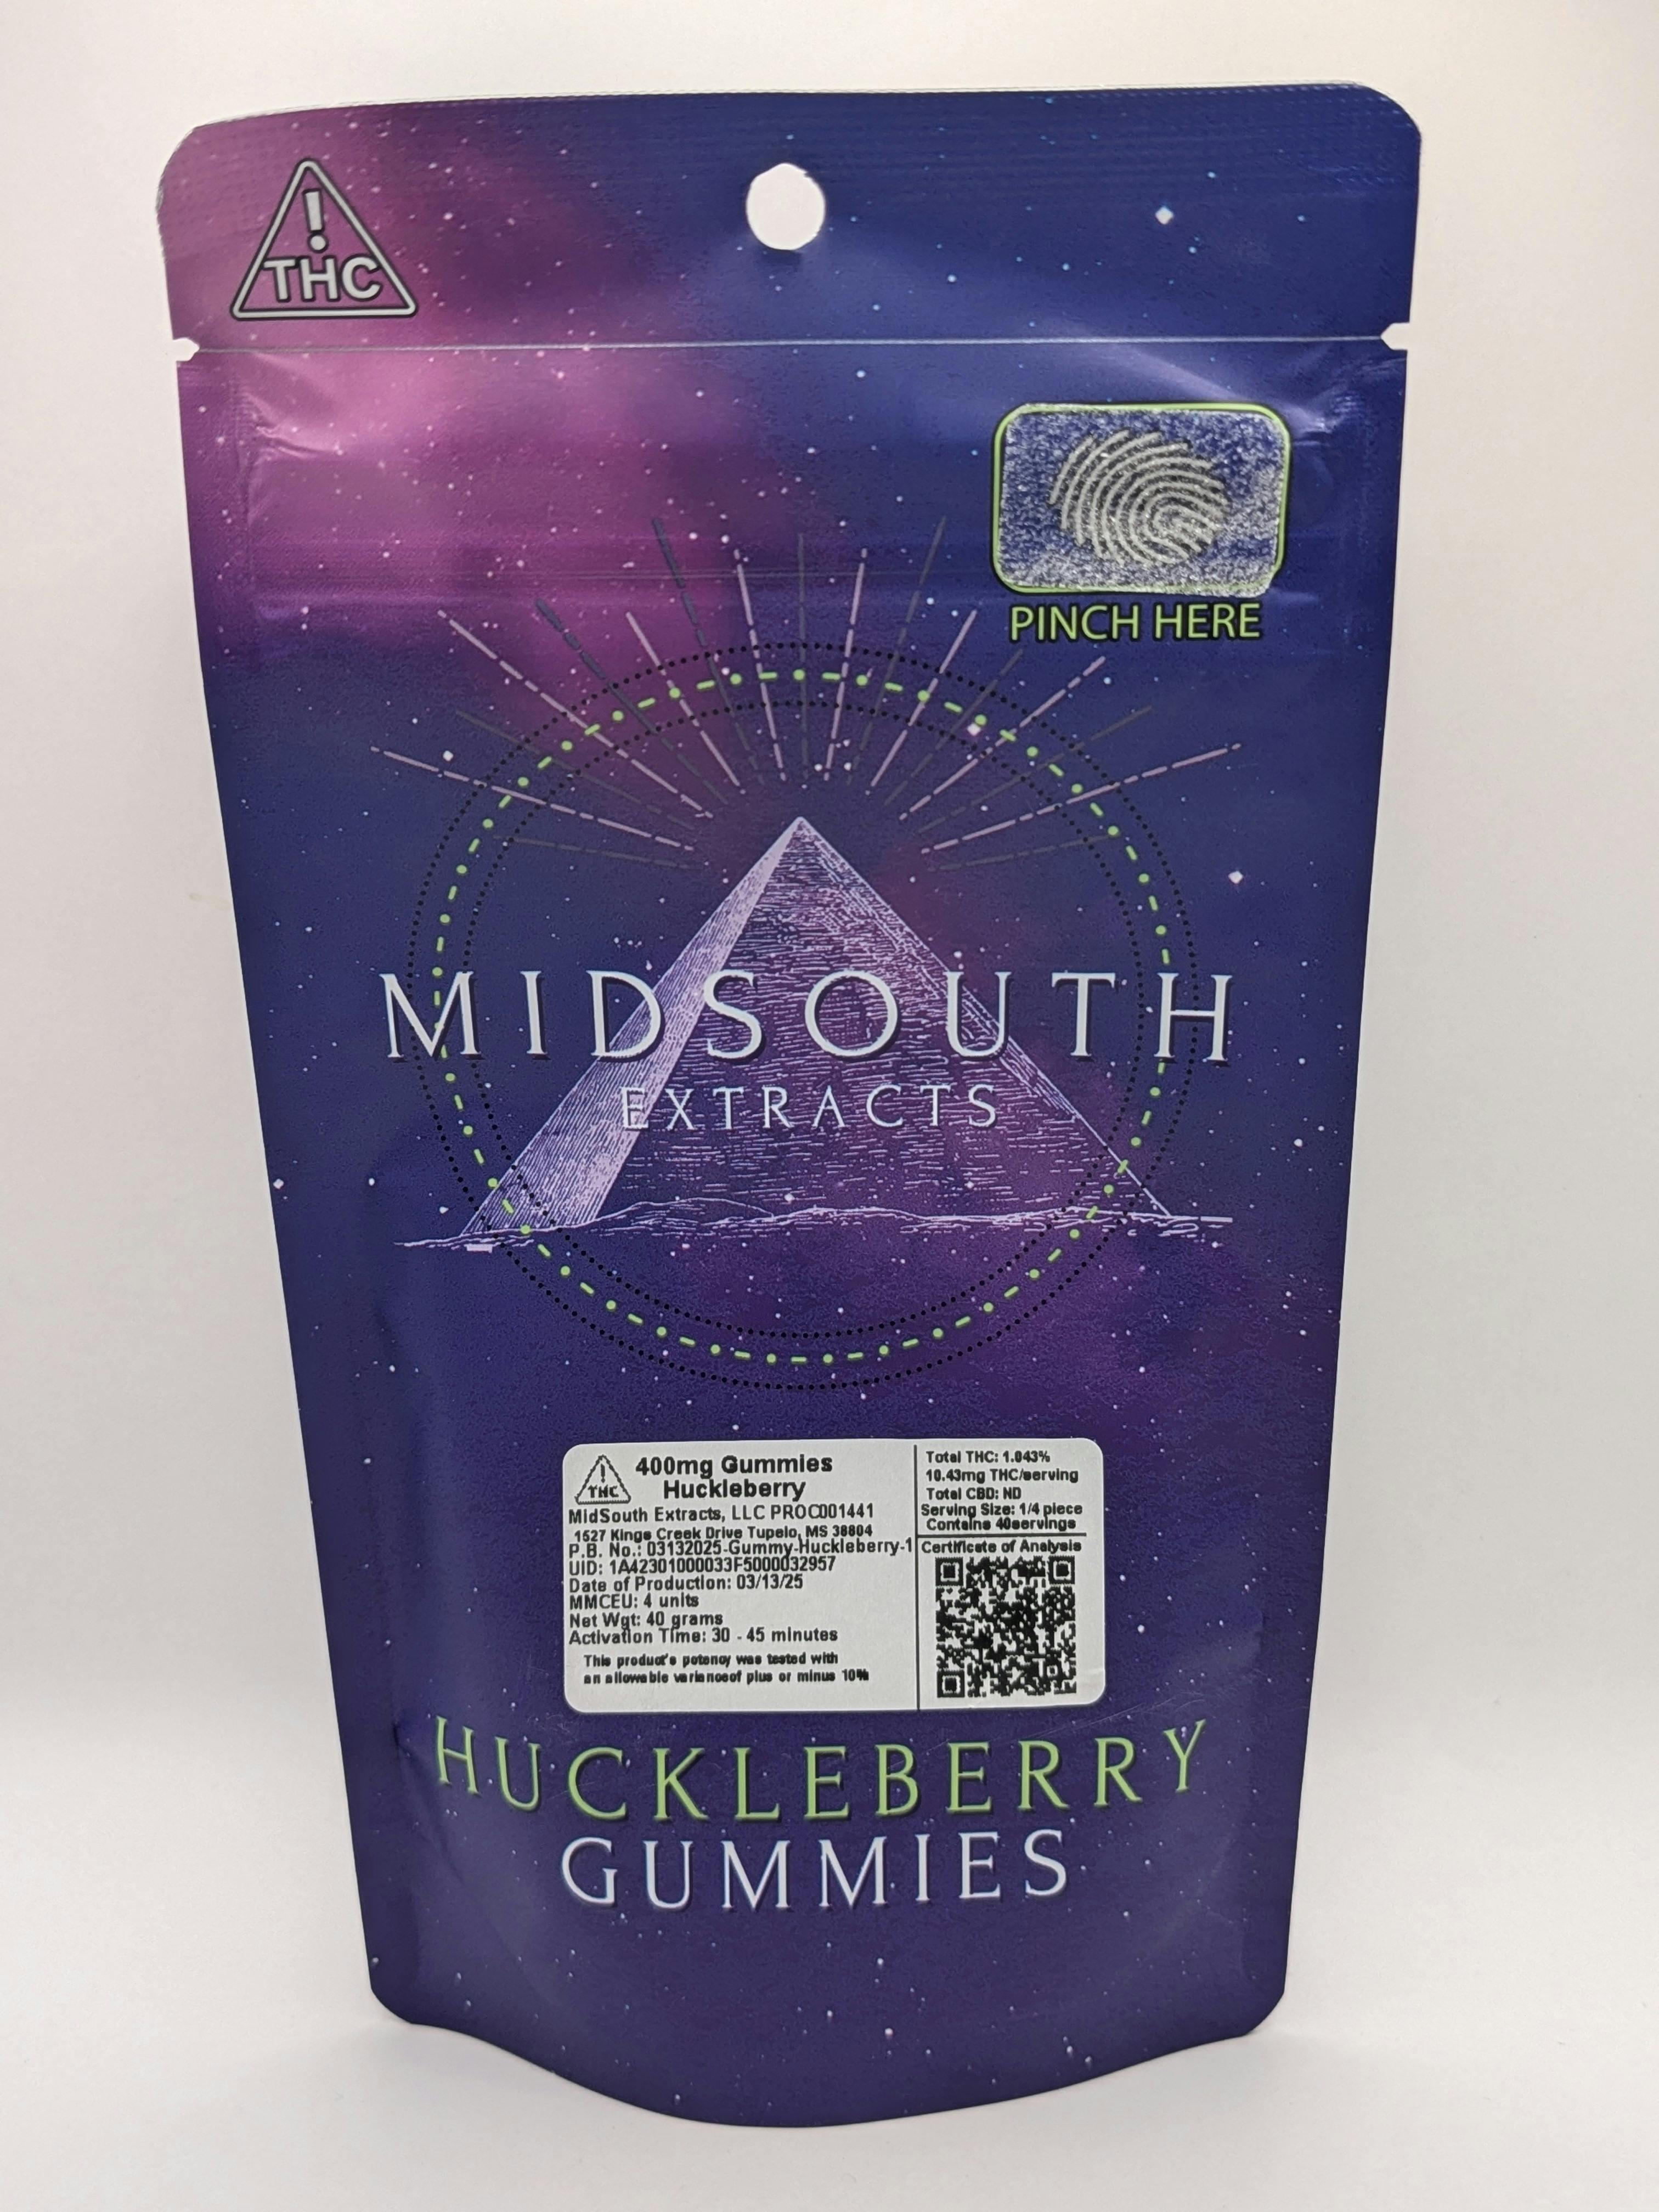 !
THC
PINCH HERE
MIDSOUTH
EXTRACTS
!
THC
400mg Gummies
Huckleberry
MidSouth Extracts, LLC PROC001441
1527 Kings Creek Drive Tupelo, MS 38804
P.B. No.: 03132025-Gummy-Huckleberry-1
UID: 1A42301000033F5000032957
Date of Production: 03/13/25
MMCEU: 4 units
Net Wgt: 40 grams
Activation Time: 30 - 45 minutes
This product's potency was tested with
an allowable varianceof plus or minus 10%
Total THC: 1.043%
10.43mg THC/serving
Total CBD: ND
Serving Size: 1/4 piece
Contains 40servings
Certificate of Analysis
HUCKLEBERRY
GUMMIES